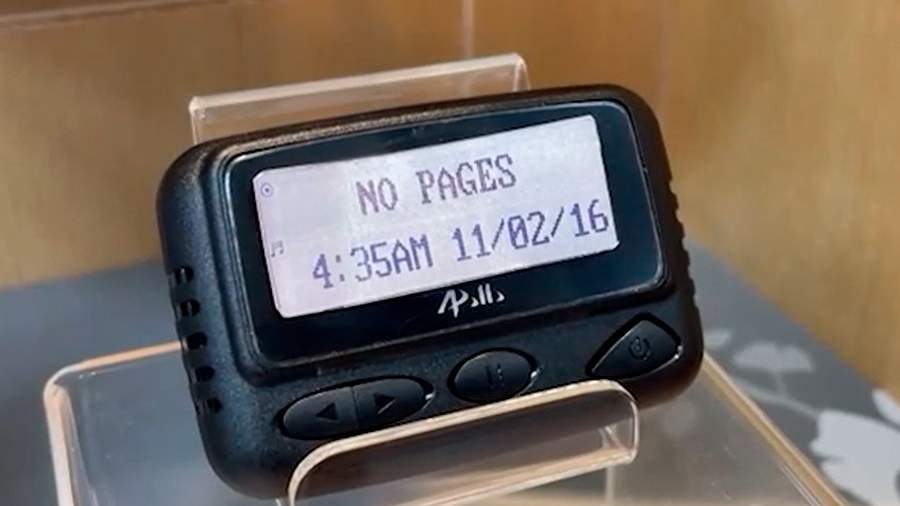 NO PAGES
4:35AM 11/02/16
Apollo